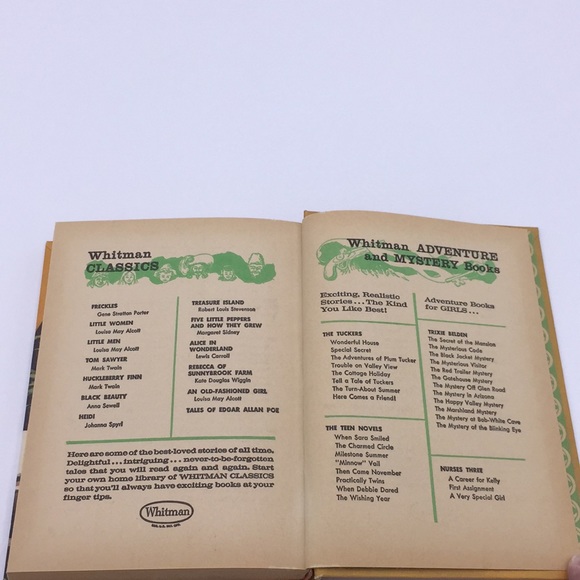 Whitman
CLASSICS
FRECKLES
Gene Stratton Porter
LITTLE WOMEN
Louisa May Alcott
LITTLE MEN
Louisa May Alcott
TOM SAWYER
Mark Twain
HUCKLEBERRY FINN
Mark Twain
BLACK BEAUTY
Anna Sewell
HEIDI
Johanna Spyri
TREASURE ISLAND
Robert Louis Stevenson
FIVE LITTLE PEPPERS
AND HOW THEY GREW
Margaret Sidney
ALICE IN
WONDERLAND
Lewis Carroll
REBECCA OF
SUNNYBROOK FARM
Kate Douglas Wiggin
AN OLD-FASHIONED GIRL
Louisa May Alcott
TALES OF EDGAR ALLAN POE
Here are some of the best-loved stories of all time.
Delightful...intriguing...never-to-be-forgotten
tales that you will read again and again. Start
your own home library of WHITMAN CLASSICS
so that you'll always have exciting books at your
finger tips.
Whitman
REG. U.S. PAT. OFF.
Whitman ADVENTURE
and MYSTERY Books
Exciting, Realistic
Stories...The Kind
You Like Best!
THE TUCKERS
Wonderful House
Special Secret
The Adventures of Plum Tucker
Trouble on Valley View
The Cottage Holiday
Tell a Tale of Tuckers
The Turn-About Summer
Here Comes a Friend!
THE TEEN NOVELS
When Sara Smiled
The Charmed Circle
Milestone Summer
"Minnow" Vail
Then Came November
Practically Twins
When Debbie Dared
The Wishing Year
Adventure Books
for GIRLS...
TRIXIE BELDEN
The Secret of the Mansion
The Mysterious Code
The Black Jacket Mystery
The Mysterious Visitor
The Red Trailer Mystery
The Gatehouse Mystery
The Mystery Off Glen Road
The Mystery in Arizona
The Happy Valley Mystery
The Marshland Mystery
The Mystery at Bob-White Cave
The Mystery of the Blinking Eye
NURSES THREE
A Career for Kelly
First Assignment
A Very Special Girl